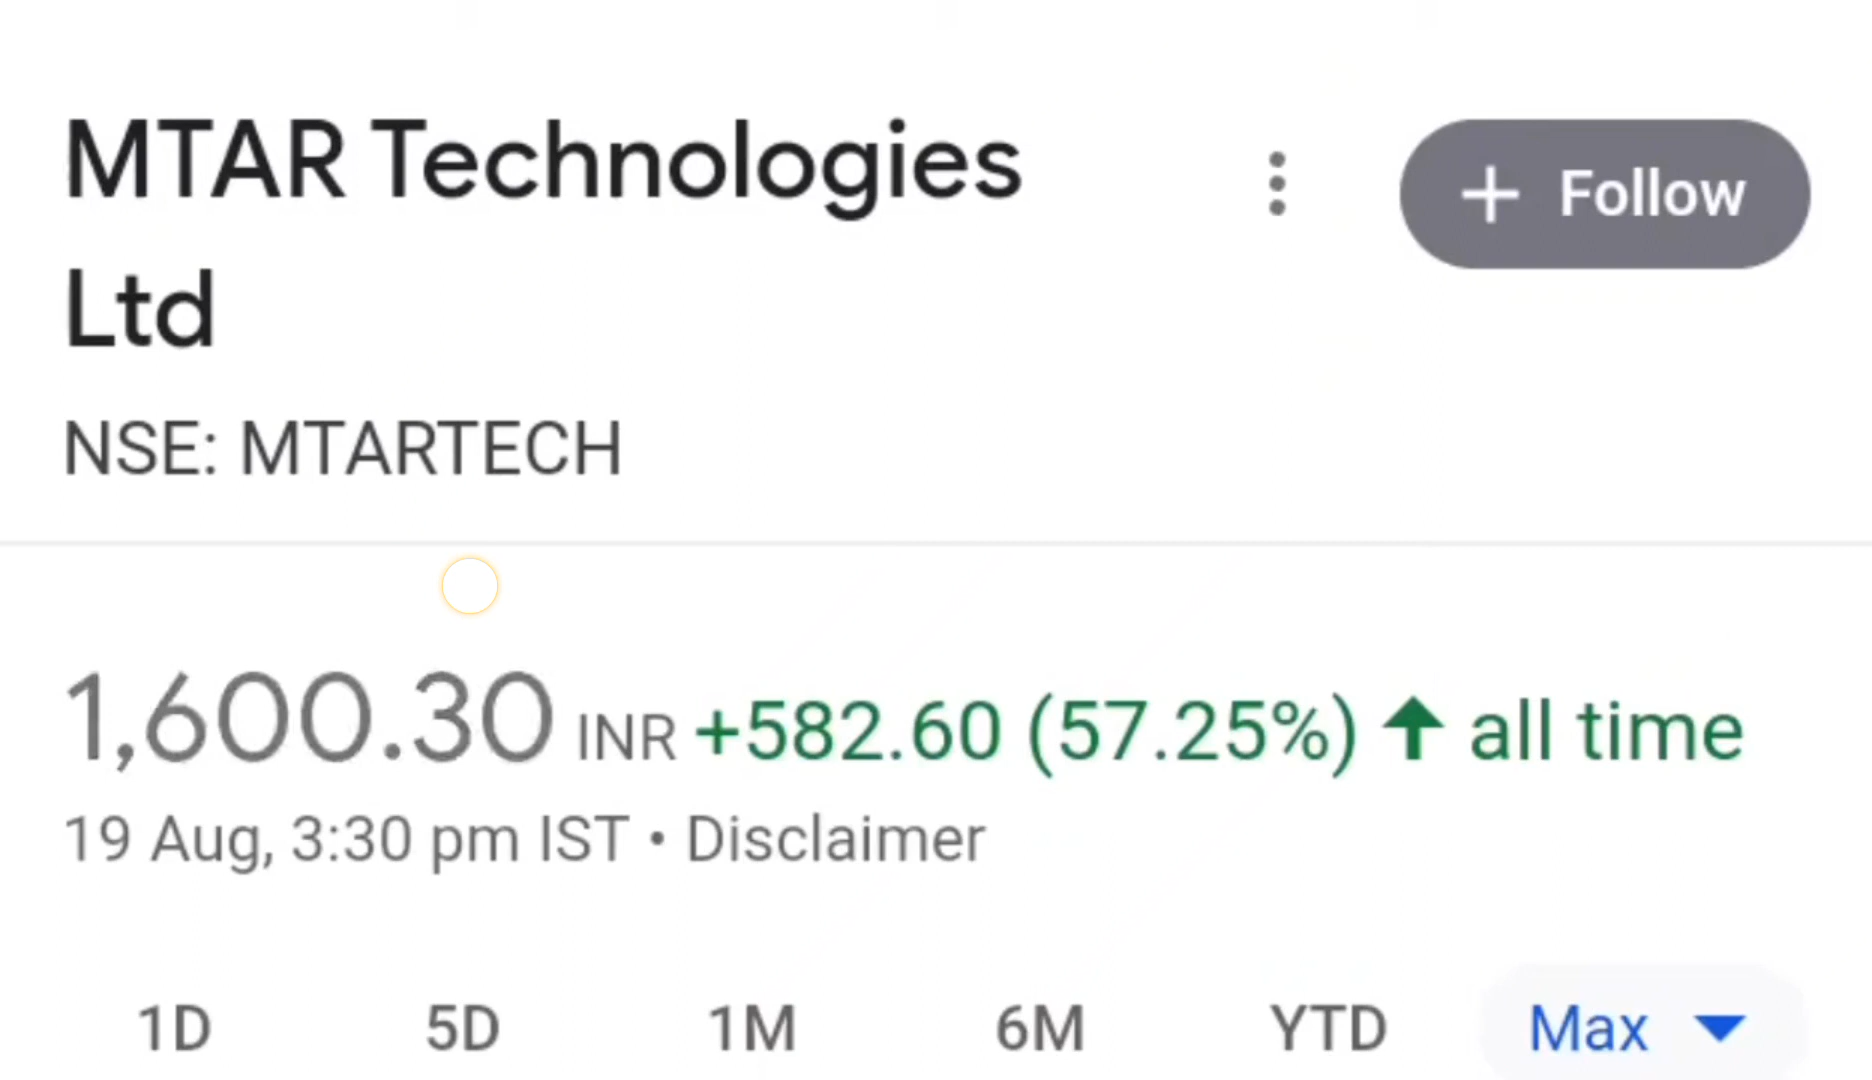 MTAR Technologies
Ltd
+ Follow
NSE: MTARTECH
1,600.30 INR +582.60 (57.25%) ↑ all time
19 Aug, 3:30 pm IST • Disclaimer
1D 5D 1M 6M YTD Max